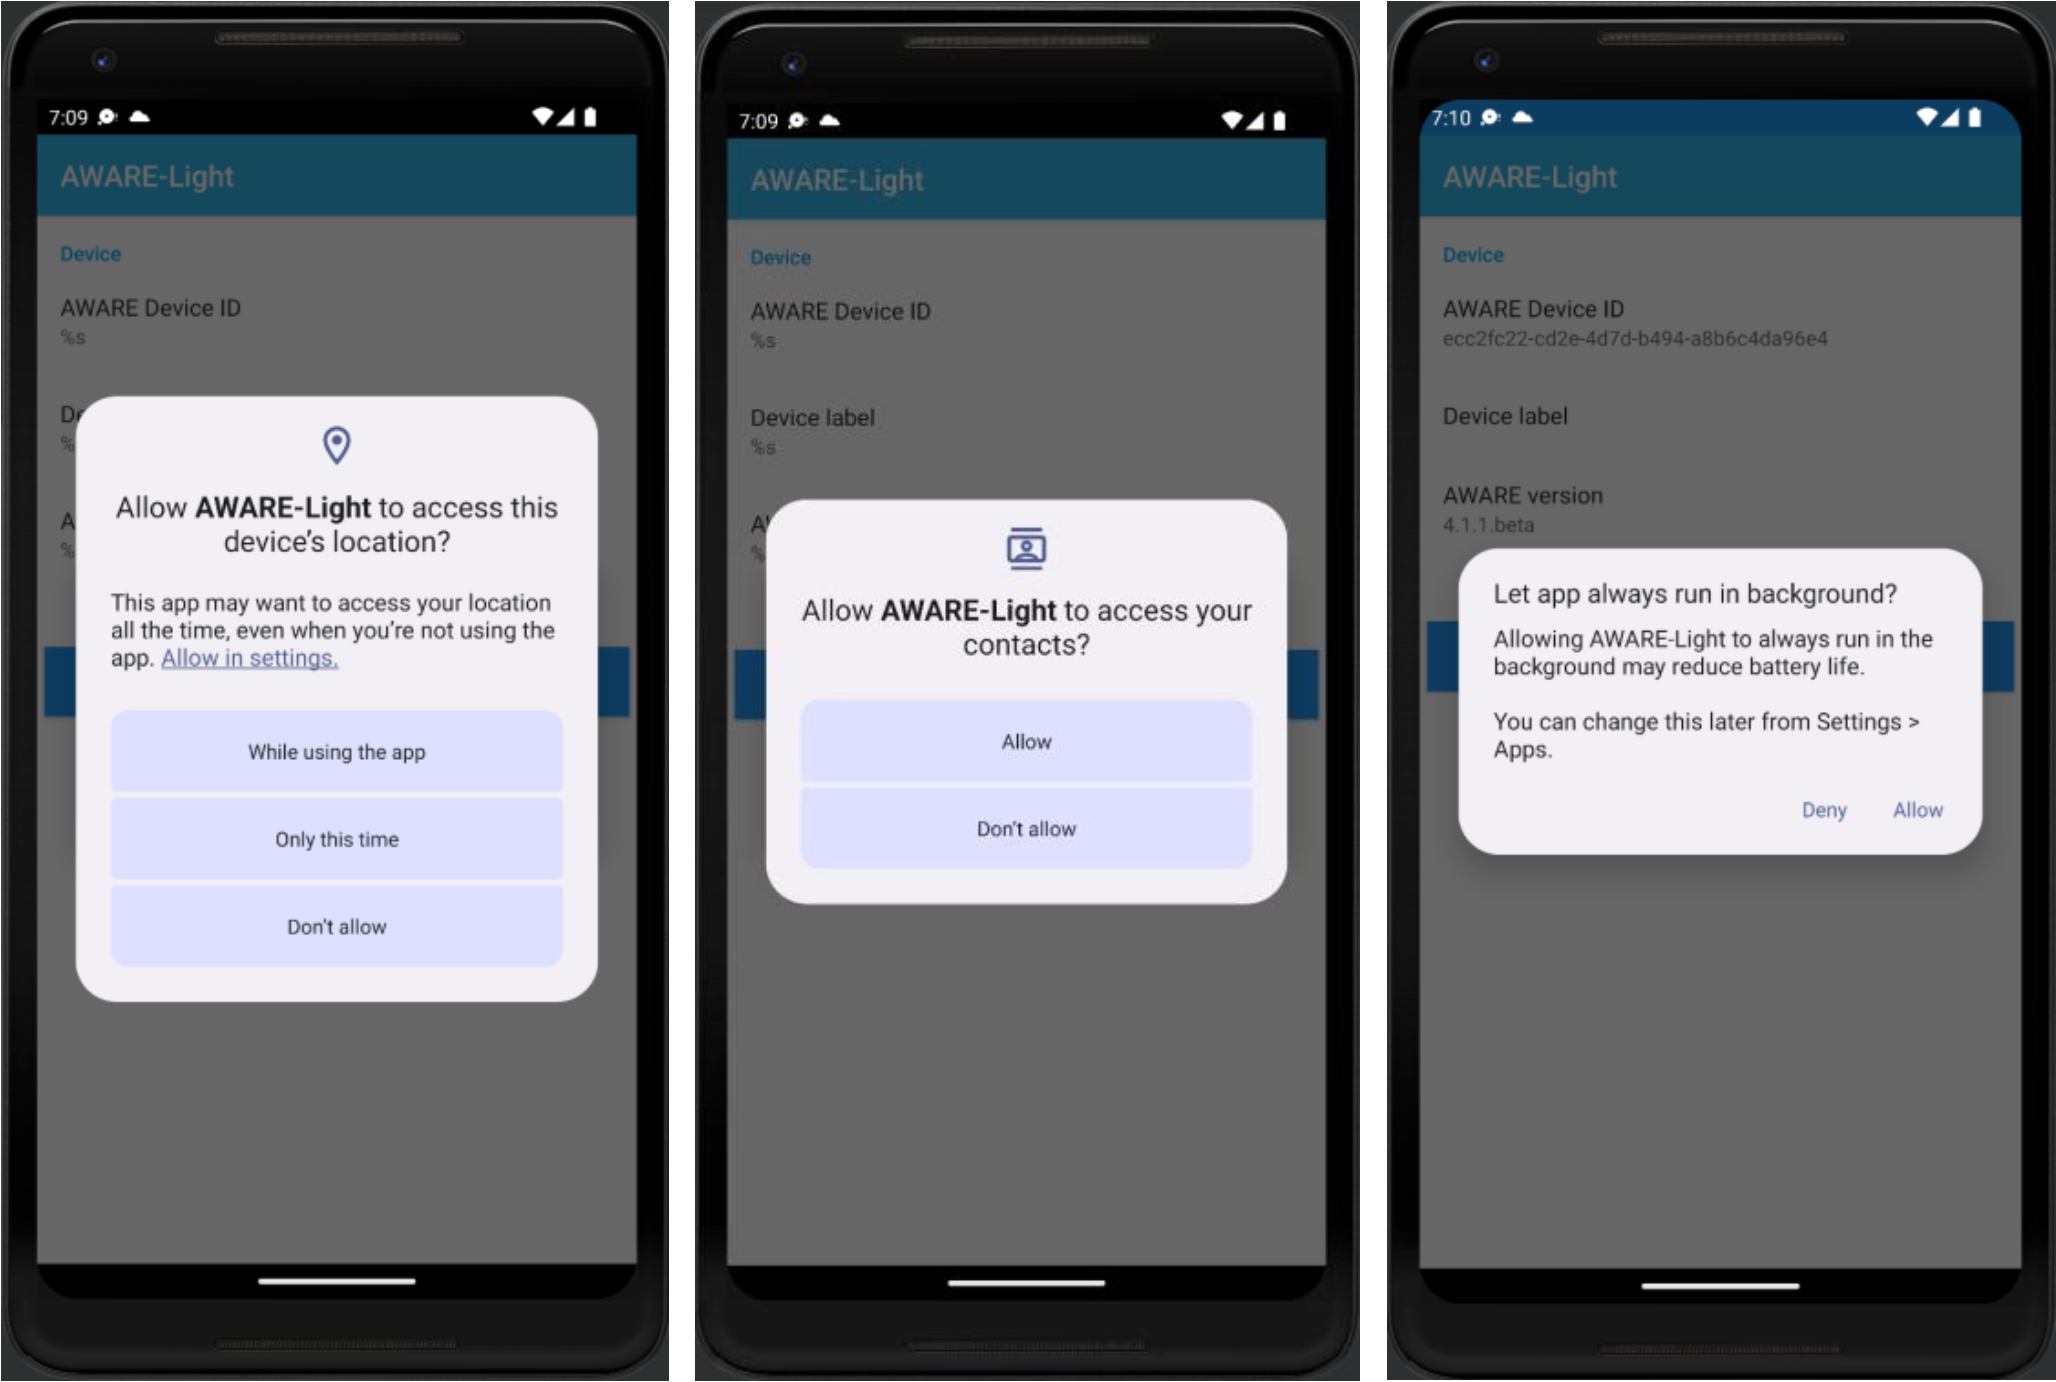 7:09
AWARE-Light
Device
AWARE Device ID
%s
De
%
A
%
Allow AWARE-Light to access this
device's location?
This app may want to access your location
all the time, even when you're not using the
app. Allow in settings.
While using the app
Only this time
Don't allow
7:09
AWARE-Light
Device
AWARE Device ID
%s
Device label
%s
A
%
Allow AWARE-Light to access your
contacts?
Allow
Don't allow
7:10
AWARE-Light
Device
AWARE Device ID
ecc2fc22-cd2e-4d7d-b494-a8b6c4da96e4
Device label
AWARE version
4.1.1.beta
Let app always run in background?
Allowing AWARE-Light to always run in the
background may reduce battery life.
You can change this later from Settings >
Apps.
Deny Allow